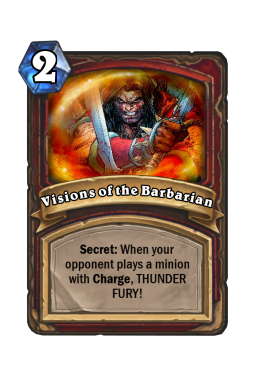 2
Visions of the Barbarian
Secret: When your
opponent plays a minion
with Charge, THUNDER
FURY!